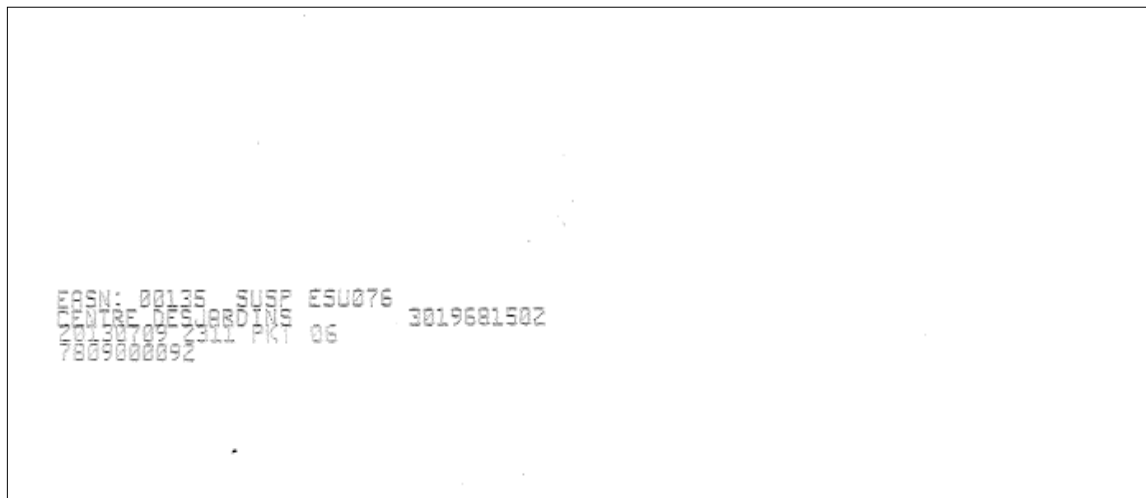 EASN: 00135 SUSP ESU076
CENTRE DESJARDINS 3019681502
20130709 2311 PKT 06
7809000092